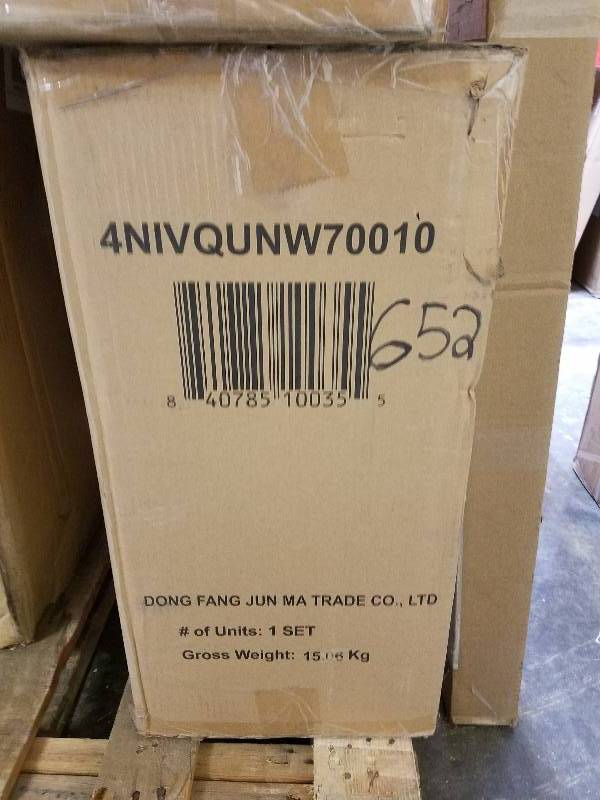 4NIVQUNW70010
652
8 40785 10035 5
DONG FANG JUN MA TRADE CO., LTD
# of Units: 1 SET
Gross Weight: 15.06 Kg